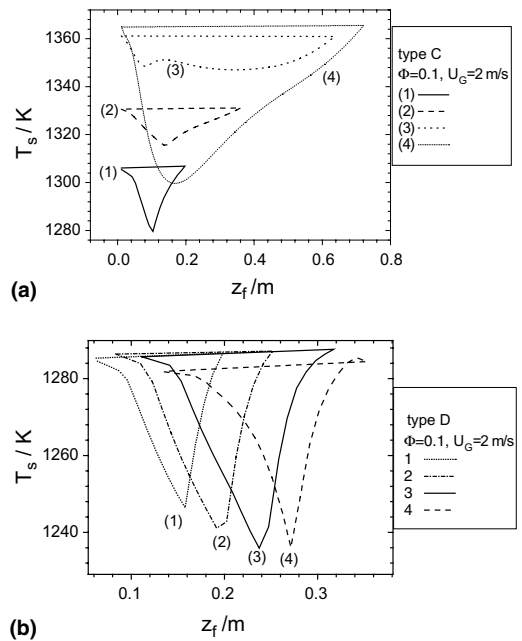 1360
1340
1320
1300
1280
T_s / K
(1)
(2)
(3)
(4)
0.0 0.2 0.4 0.6 0.8
z_f /m
(a)
type C
Φ=0.1, U_G=2 m/s
(1)
(2)
(3)
(4)
1280
1260
1240
T_s / K
(1)
(2)
(3)
(4)
0.1 0.2 0.3
z_f /m
(b)
type D
Φ=0.1, U_G=2 m/s
1
2
3
4